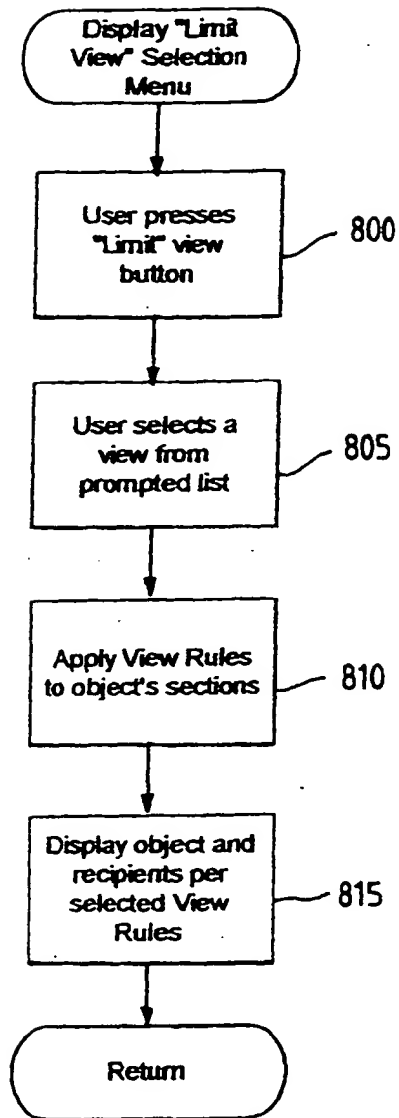 Display "Limit
View" Selection
Menu
User presses
"Limit" view
button
800
User selects a
view from
prompted list
805
Apply View Rules
to object's sections
810
Display object and
recipients per
selected View
Rules
815
Return